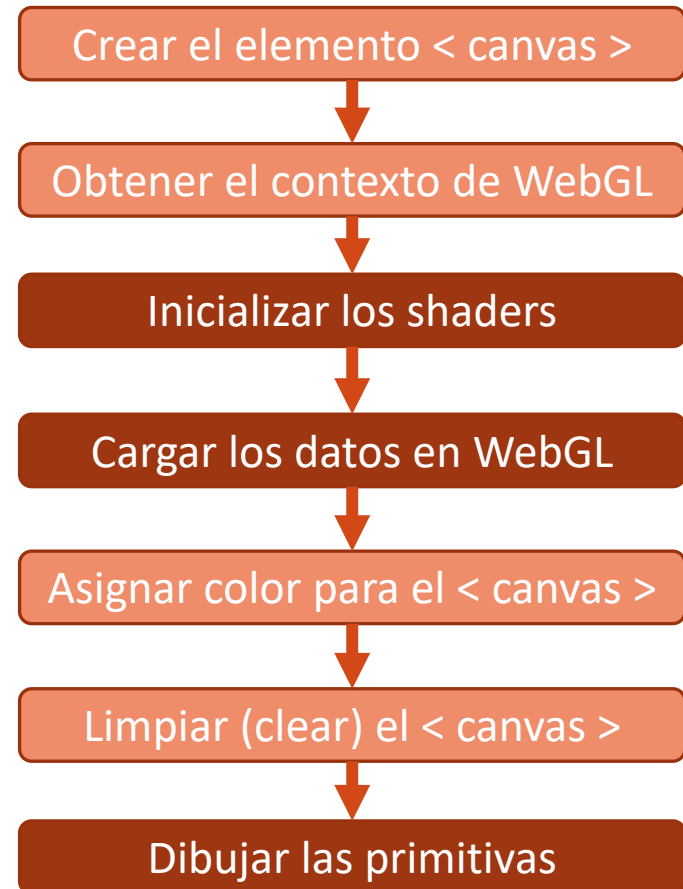 Crear el elemento < canvas >
Obtener el contexto de WebGL
Inicializar los shaders
Cargar los datos en WebGL
Asignar color para el < canvas >
Limpiar (clear) el < canvas >
Dibujar las primitivas